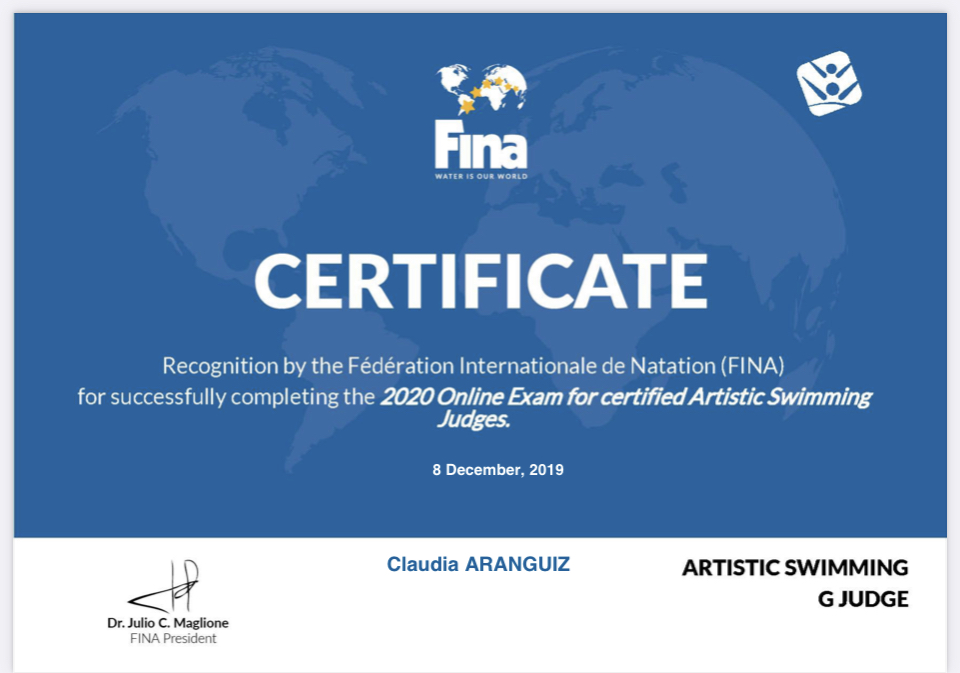 Fina
WATER IS OUR WORLD
CERTIFICATE
Recognition by the Fédération Internationale de Natation (FINA)
for successfully completing the 2020 Online Exam for certified Artistic Swimming
Judges.
8 December, 2019
Claudia ARANGUIZ
ARTISTIC SWIMMING
G JUDGE
Dr. Julio C. Maglione
FINA President